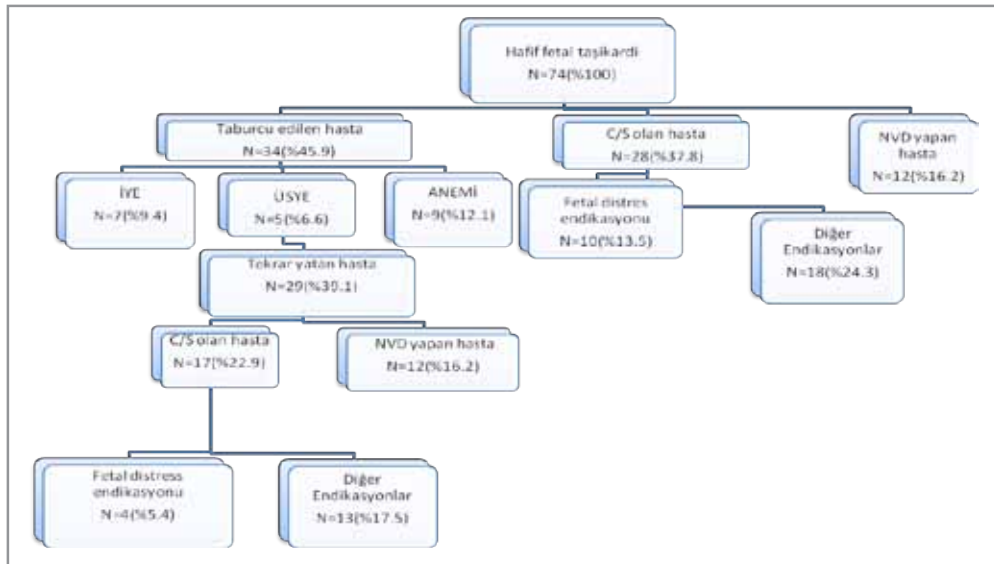 Hafif fetal taşikardi
N=74(%100)
Taburcu edilen hasta
N=34(%45.9)
C/S olan hasta
N=28(%37.8)
NVD yapan
hasta
N=12(%16.2)
İYE
N=7(%9.4)
ÜSYE
N=5(%6.6)
ANEMİ
N=9(%12.1)
Fetal distres
endikasyonu
N=10(%13.5)
Diğer
Endikasyonlar
N=18(%24.3)
Tekrar yatan hasta
N=29(%39.1)
C/S olan hasta
N=17(%22.9)
NVD yapan hasta
N=12(%16.2)
Fetal distress
endikasyonu
N=4(%5.4)
Diğer
Endikasyonlar
N=13(%17.5)